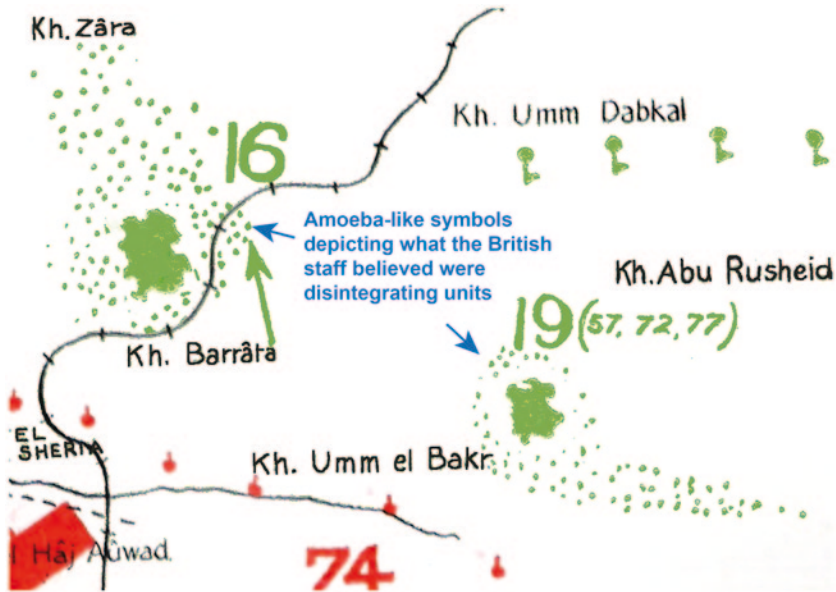 Kh. Zâra
16
Kh. Umm Dabkal
Amoeba-like symbols
depicting what the British
staff believed were
disintegrating units
Kh. Abu Rusheid
19 (57, 72, 77)
Kh. Barrâta
EL
SHERIA
Kh. Umm el Bakr.
Hâj Aûwad.
74